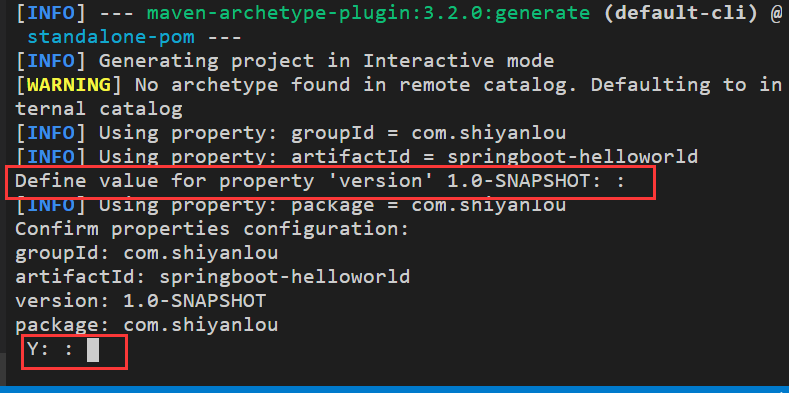 [INFO] --- maven-archetype-plugin:3.2.0:generate (default-cli) @
standalone-pom ---
[INFO] Generating project in Interactive mode
[WARNING] No archetype found in remote catalog. Defaulting to in
ternal catalog
[INFO] Using property: groupId = com.shiyanlou
[INFO] Using property: artifactId = springboot-helloworld
Define value for property 'version' 1.0-SNAPSHOT: :
[INFO] Using property: package = com.shiyanlou
Confirm properties configuration:
groupId: com.shiyanlou
artifactId: springboot-helloworld
version: 1.0-SNAPSHOT
package: com.shiyanlou
Y: :